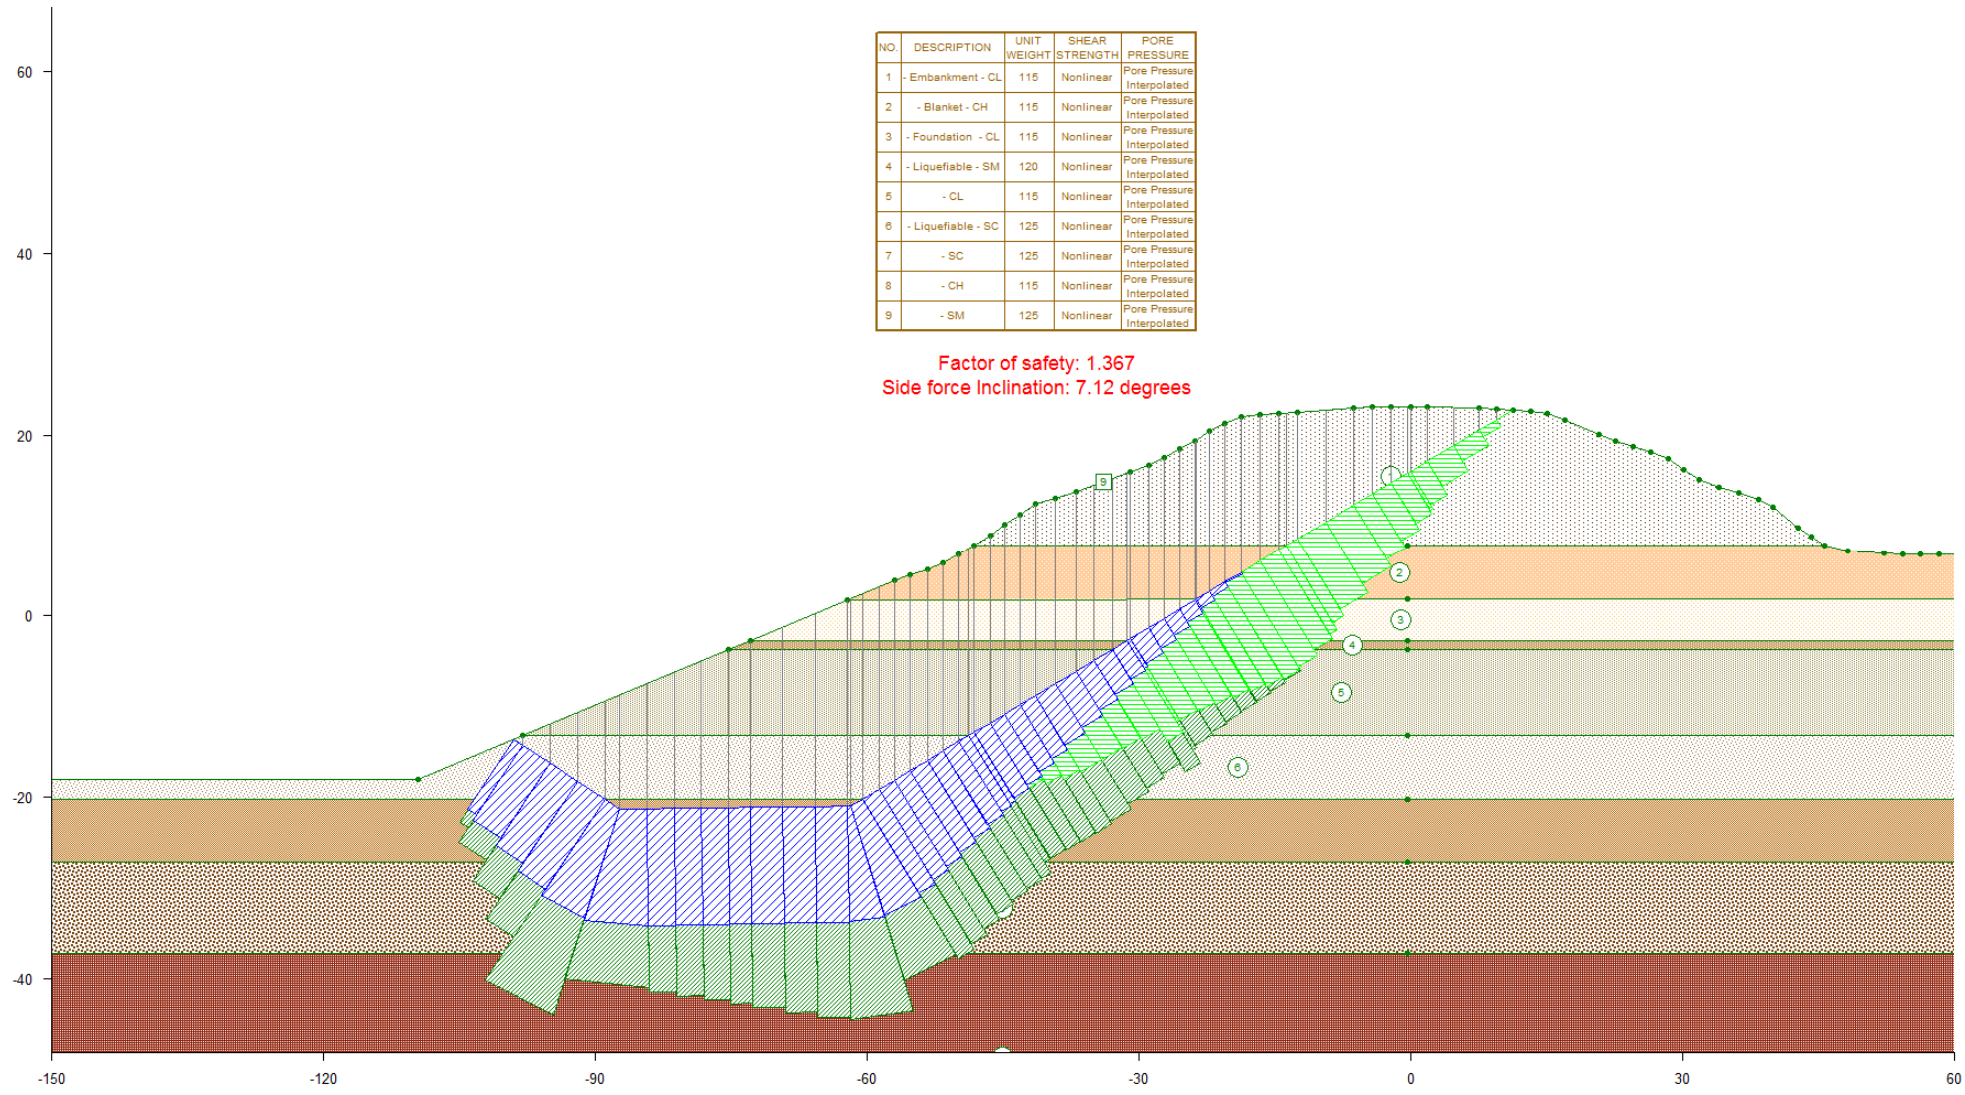 NO. DESCRIPTION UNIT WEIGHT SHEAR STRENGTH PORE PRESSURE
1 - Embankment - CL 115 Nonlinear Pore Pressure Interpolated
2 - Blanket - CH 115 Nonlinear Pore Pressure Interpolated
3 - Foundation - CL 115 Nonlinear Pore Pressure Interpolated
4 - Liquefiable - SM 120 Nonlinear Pore Pressure Interpolated
5 - CL 115 Nonlinear Pore Pressure Interpolated
6 - Liquefiable - SC 125 Nonlinear Pore Pressure Interpolated
7 - SC 125 Nonlinear Pore Pressure Interpolated
8 - CH 115 Nonlinear Pore Pressure Interpolated
9 - SM 125 Nonlinear Pore Pressure Interpolated
Factor of safety: 1.367
Side force Inclination: 7.12 degrees
60
40
20
0
-20
-40
9
2
3
4
5
6
-150 -120 -90 -60 -30 0 30 60